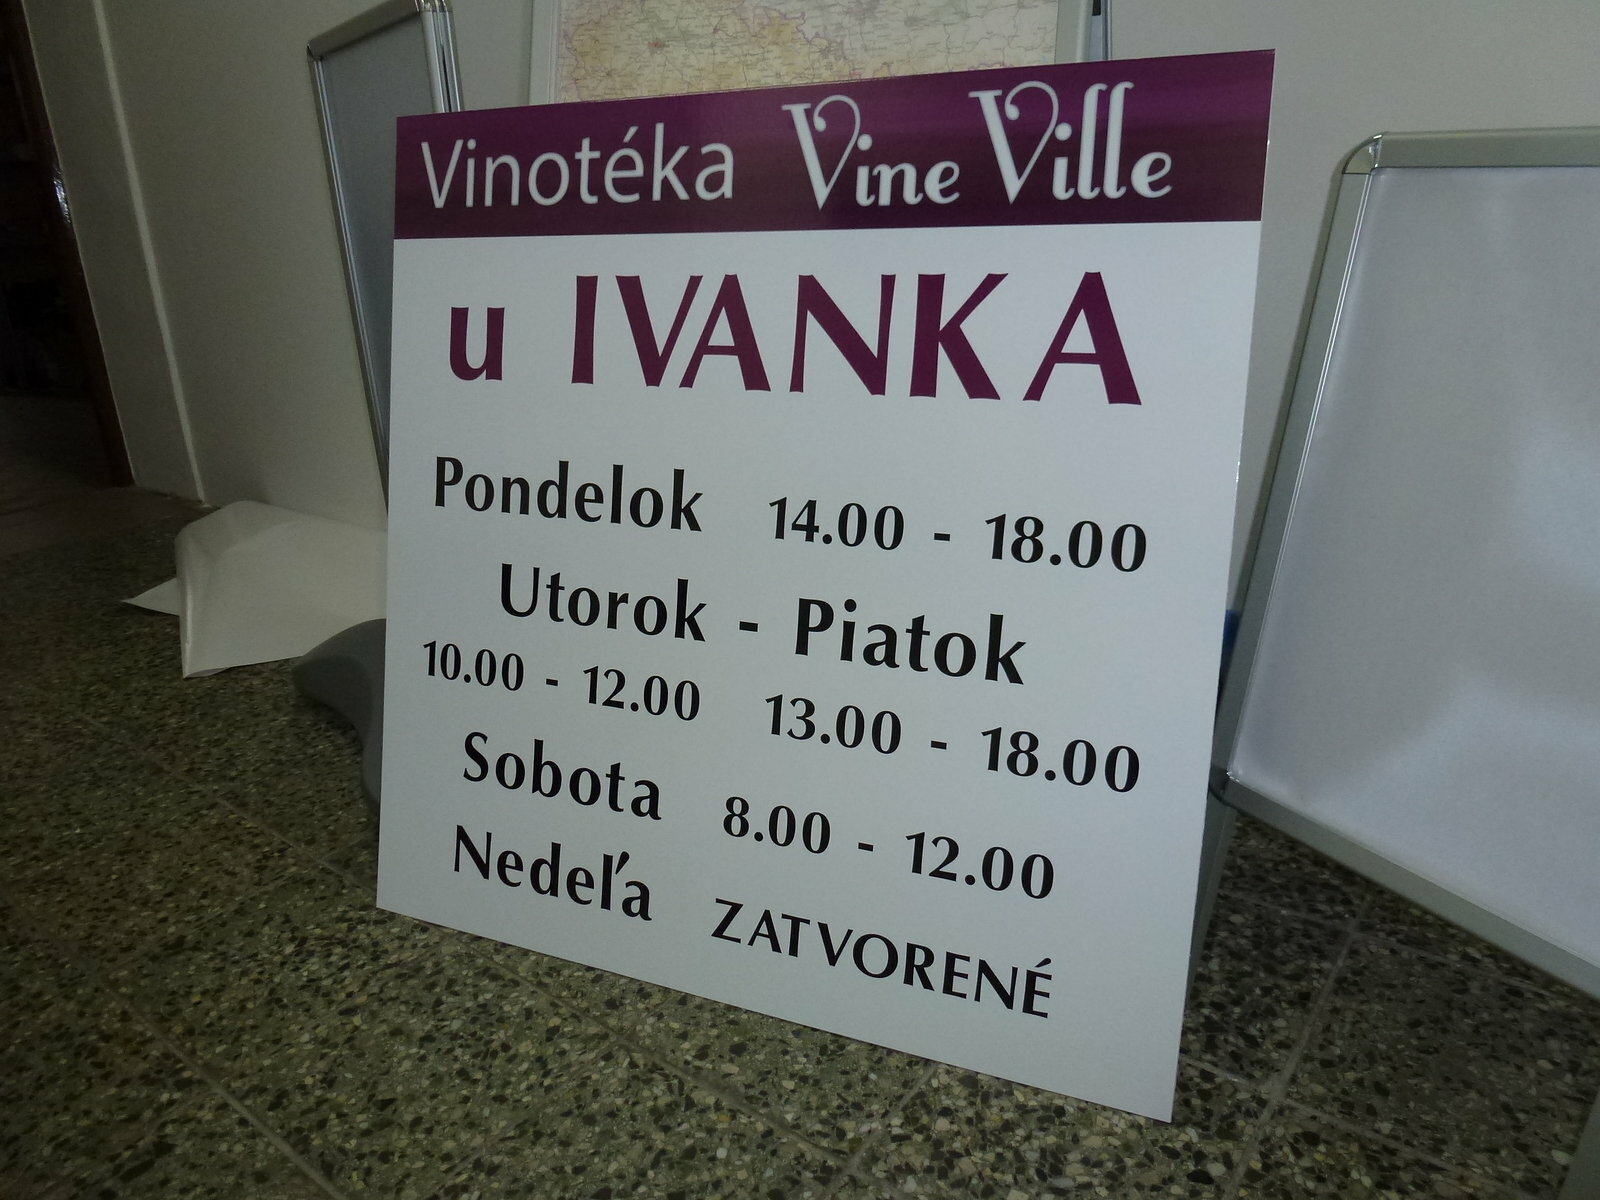 Vinotéka Vine Ville
u IVANKA
Pondelok 14.00 - 18.00
Utorok - Piatok
10.00 - 12.00 13.00 - 18.00
Sobota 8.00 - 12.00
Nedeľa ZATVORENÉ